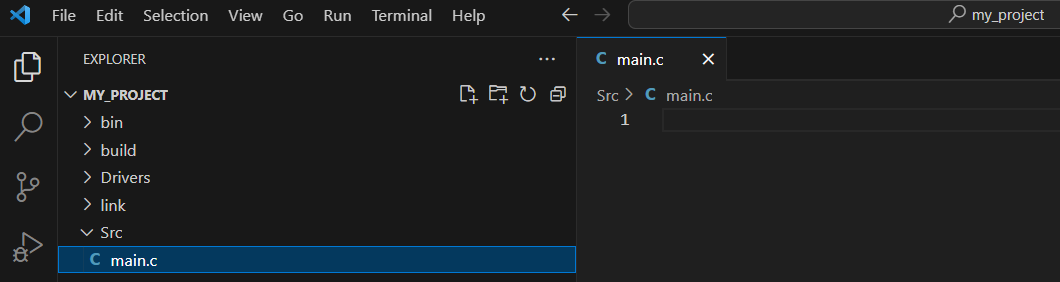 File Edit Selection View Go Run Terminal Help my_project
EXPLORER
MY_PROJECT
bin
build
Drivers
link
Src
C main.c
C main.c
Src > C main.c
1